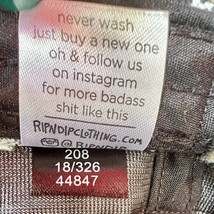 never wash
just buy a new one
oh & follow us
on instagram
for more badass
shit like this
RIPNDIPCLOTHING.COM
@RIPNDIP
208
18/326
44847